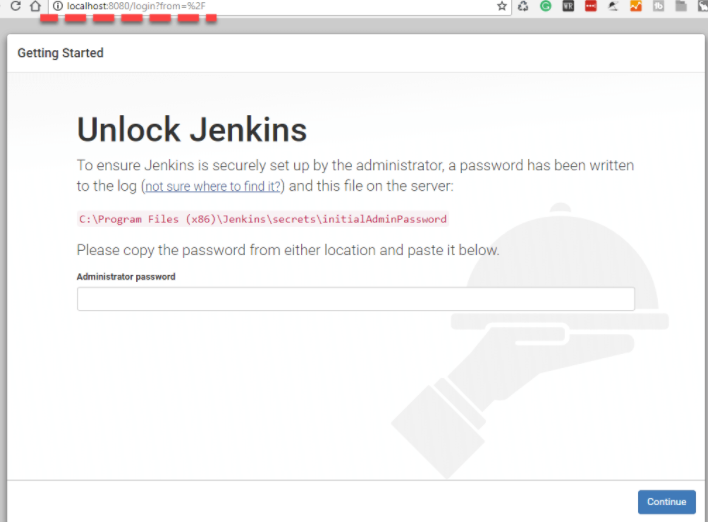 localhost:8080/login?from=%2F
Getting Started
Unlock Jenkins
To ensure Jenkins is securely set up by the administrator, a password has been written
to the log (not sure where to find it?) and this file on the server:
C:\Program Files (x86)\Jenkins\secrets\initialAdminPassword
Please copy the password from either location and paste it below.
Administrator password
Continue